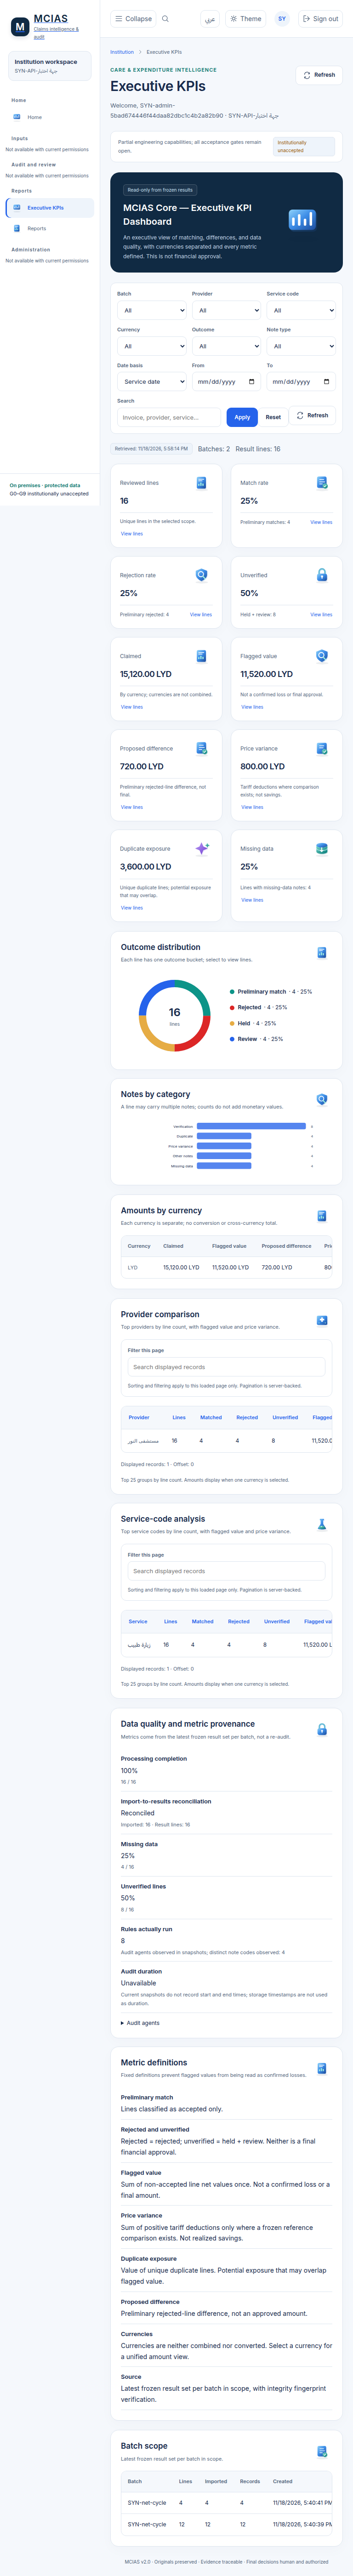 M
MCIAS
Claims intelligence &
audit
Collapse
عربي
Theme
SY
Sign out
Institution workspace
SYN-API-جهة اختبار
Home
Home
Inputs
Not available with current permissions
Audit and review
Not available with current permissions
Reports
Executive KPIs
Reports
Administration
Not available with current permissions
On premises · protected data
G0–G9 institutionally unaccepted
Institution > Executive KPIs
CARE & EXPENDITURE INTELLIGENCE
Executive KPIs
Refresh
Welcome, SYN-admin-
5bad674448f44daa82dbc1c4b2a82b90 · SYN-API-جهة اختبار
Partial engineering capabilities; all acceptance gates remain
open.
Institutionally
unaccepted
Read-only from frozen results
MCIAS Core — Executive KPI
Dashboard
An executive view of matching, differences, and data
quality, with currencies separated and every metric
defined. This is not financial approval.
Batch
Provider
Service code
All
All
All
Currency
Outcome
Note type
All
All
All
Date basis
From
To
Service date
mm/dd/yyyy
mm/dd/yyyy
Search
Invoice, provider, service...
Apply
Reset
Refresh
Retrieved: 11/18/2026, 5:58:14 PM
Batches: 2
Result lines: 16
Reviewed lines
16
Unique lines in the selected scope.
View lines
Match rate
25%
Preliminary matches: 4
View lines
Rejection rate
25%
Preliminary rejected: 4
View lines
Unverified
50%
Held + review: 8
View lines
Claimed
15,120.00 LYD
By currency; currencies are not combined.
View lines
Flagged value
11,520.00 LYD
Not a confirmed loss or final approval.
View lines
Proposed difference
720.00 LYD
Preliminary rejected-line difference, not
final.
View lines
Price variance
800.00 LYD
Tariff deductions where comparison
exists; not savings.
View lines
Duplicate exposure
3,600.00 LYD
Unique duplicate lines; potential exposure
that may overlap.
View lines
Missing data
25%
Lines with missing-data notes: 4
View lines
Outcome distribution
Each line has one outcome bucket; select to view lines.
16
lines
Preliminary match · 4 · 25%
Rejected · 4 · 25%
Held · 4 · 25%
Review · 4 · 25%
Notes by category
A line may carry multiple notes; counts do not add monetary values.
Verification
Duplicate
Price variance
Other notes
Missing data
Amounts by currency
Each currency is separate; no conversion or cross-currency total.
Currency Claimed Flagged value Proposed difference Pric
LYD 15,120.00 LYD 11,520.00 LYD 720.00 LYD 80
Provider comparison
Top providers by line count, with flagged value and price variance.
Filter this page
Search displayed records
Sorting and filtering apply to this loaded page only. Pagination is server-backed.
Provider Lines Matched Rejected Unverified Flagged
مستشفى النور 16 4 4 8 11,520.0
Displayed records: 1 · Offset: 0
Top 25 groups by line count. Amounts display when one currency is selected.
Service-code analysis
Top service codes by line count, with flagged value and price variance.
Filter this page
Search displayed records
Sorting and filtering apply to this loaded page only. Pagination is server-backed.
Service Lines Matched Rejected Unverified Flagged val
زيارة طبيب 16 4 4 8 11,520.00 L
Displayed records: 1 · Offset: 0
Top 25 groups by line count. Amounts display when one currency is selected.
Data quality and metric provenance
Metrics come from the latest frozen result set per batch, not a re-audit.
Processing completion
100%
16 / 16
Import-to-results reconciliation
Reconciled
Imported: 16 · Result lines: 16
Missing data
25%
4 / 16
Unverified lines
50%
8 / 16
Rules actually run
8
Audit agents observed in snapshots; distinct note codes observed: 4
Audit duration
Unavailable
Current snapshots do not record start and end times; storage timestamps are not used
as duration.
Audit agents
Metric definitions
Fixed definitions prevent flagged values from being read as confirmed losses.
Preliminary match
Lines classified as accepted only.
Rejected and unverified
Rejected = rejected; unverified = held + review. Neither is a final
financial approval.
Flagged value
Sum of non-accepted line net values once. Not a confirmed loss or a
final amount.
Price variance
Sum of positive tariff deductions only where a frozen reference
comparison exists. Not realized savings.
Duplicate exposure
Value of unique duplicate lines. Potential exposure that may overlap
flagged value.
Proposed difference
Preliminary rejected-line difference, not an approved amount.
Currencies
Currencies are neither combined nor converted. Select a currency for
a unified amount view.
Source
Latest frozen result set per batch in scope, with integrity fingerprint
verification.
Batch scope
Latest frozen result set per batch in scope.
Batch Lines Imported Records Created
SYN-net-cycle 4 4 4 11/18/2026, 5:40:41 PM
SYN-net-cycle 12 12 12 11/18/2026, 5:40:39 PM
MCIAS v2.0 · Originals preserved · Evidence traceable · Final decisions human and authorized